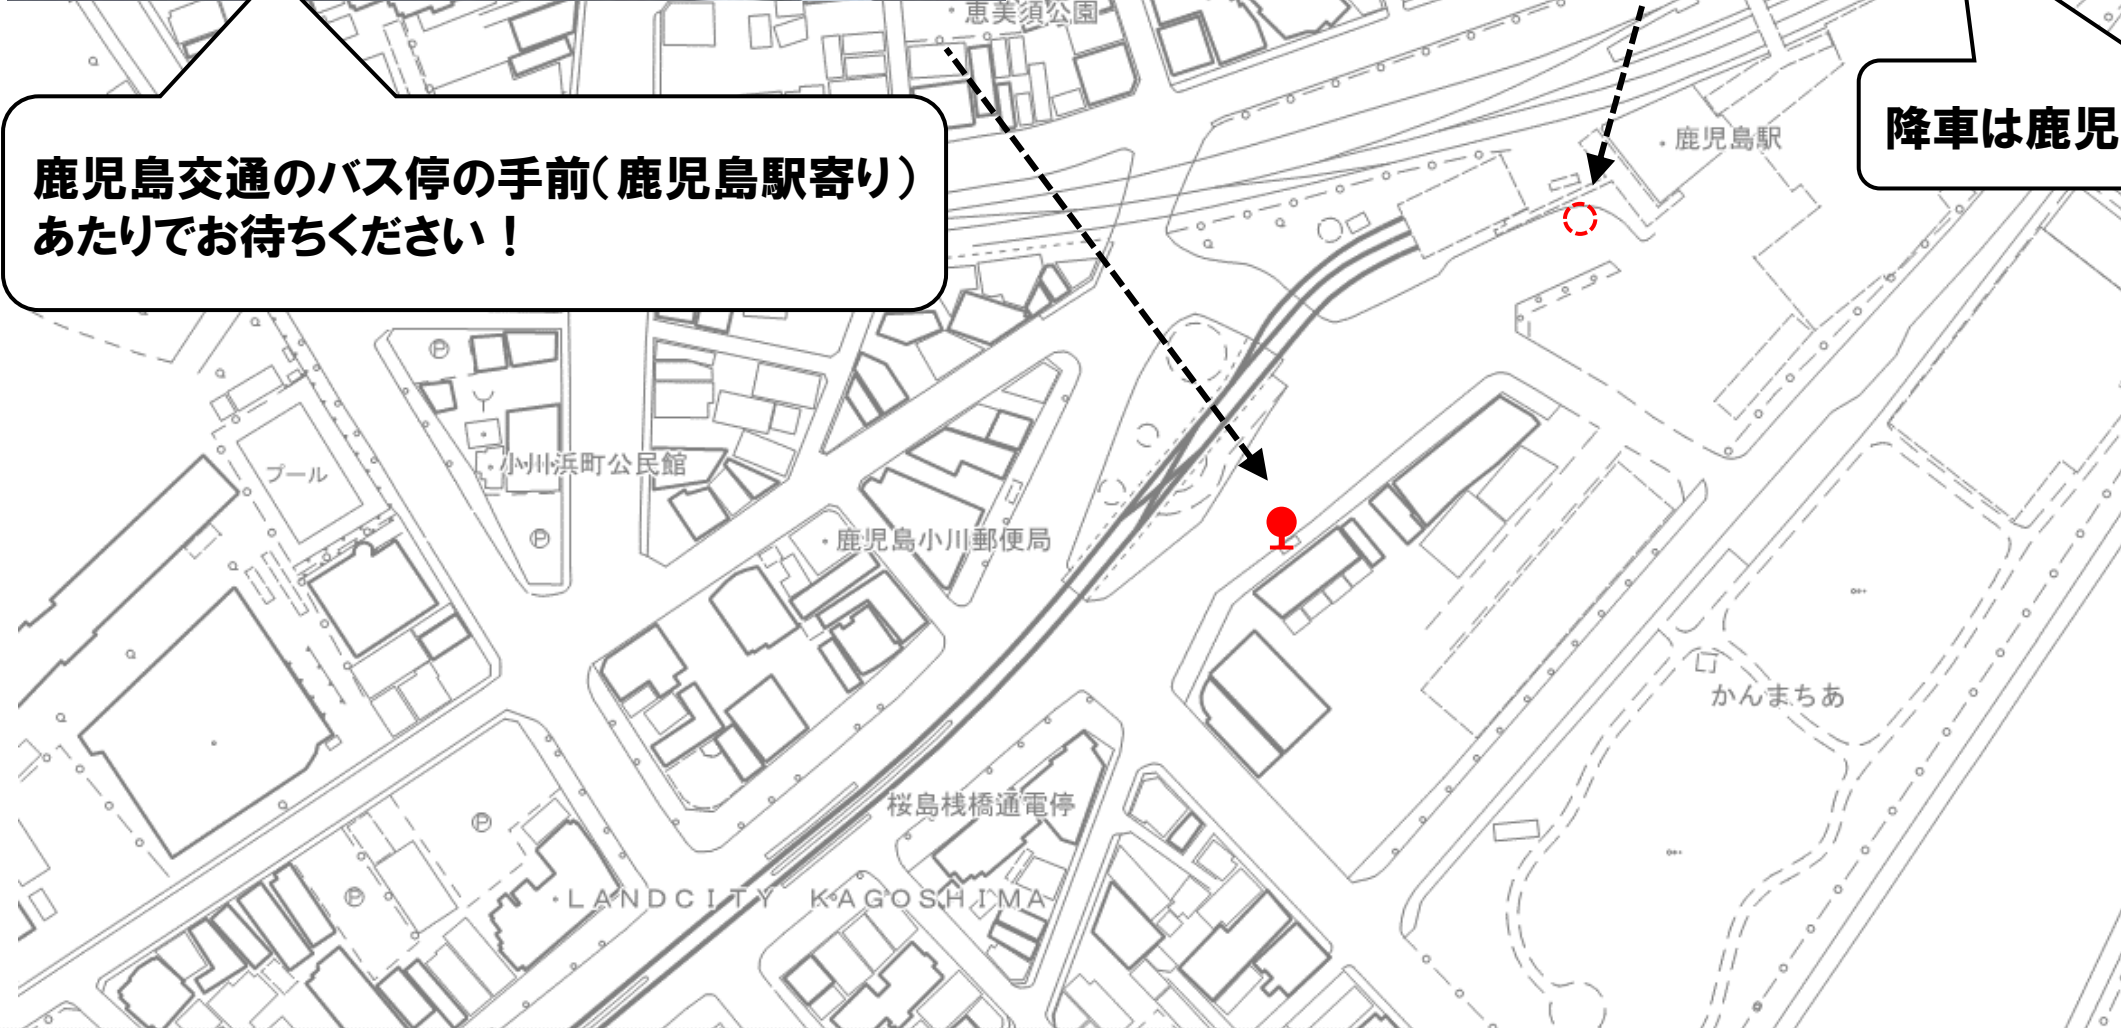 恵美須公園
鹿児島交通のバス停の手前(鹿児島駅寄り)
あたりでお待ちください！
降車は鹿児
鹿児島駅
プール
小川浜町公民館
鹿児島小川郵便局
かんまちあ
桜島桟橋通電停
LANDCITY KAGOSHIMA
Ⓟ
Ⓟ
Ⓟ
Ⓟ